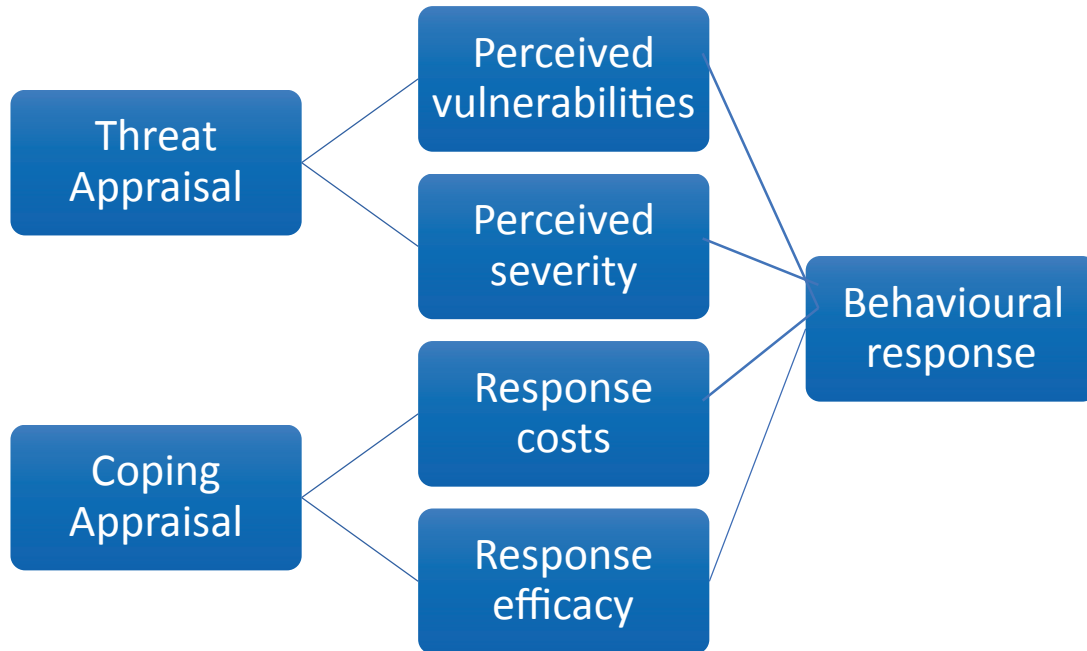 Threat
Appraisal
Perceived
vulnerabilities
Perceived
severity
Coping
Appraisal
Response
costs
Response
efficacy
Behavioural
response